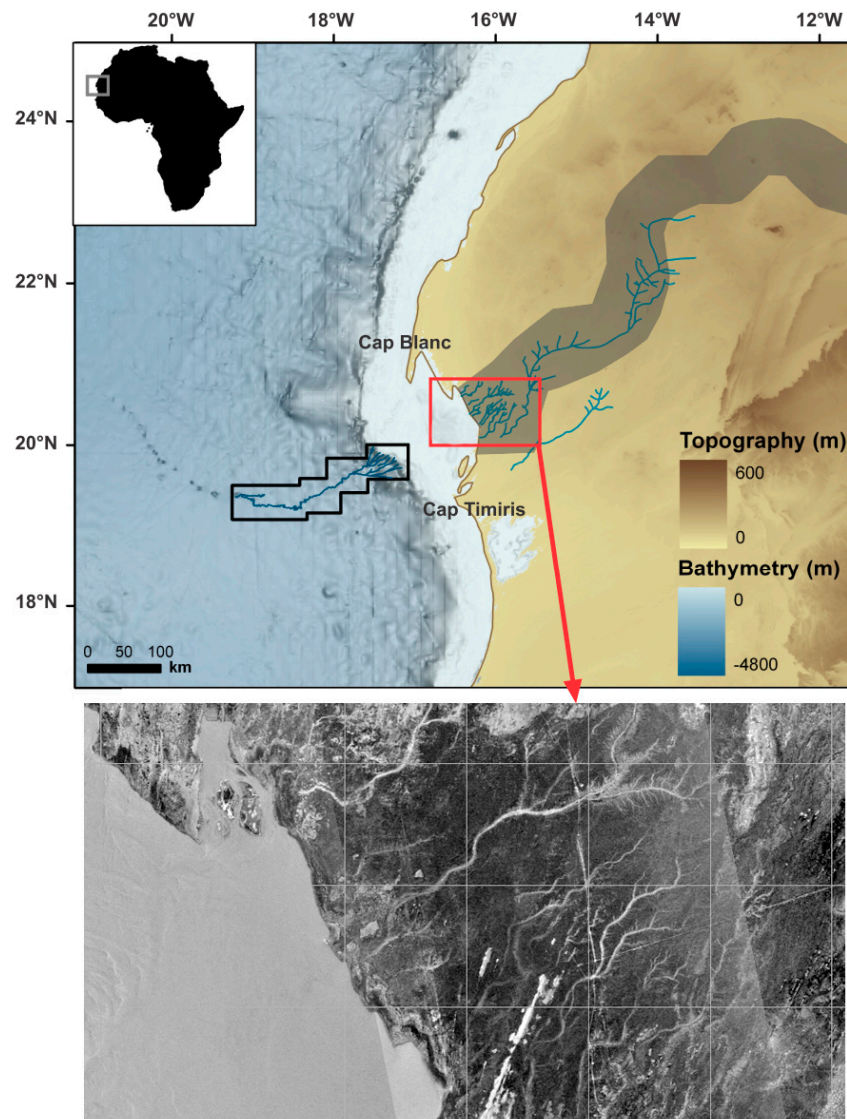 20°W 18°W 16°W 14°W 12°W
24°N
22°N
Cap Blanc
20°N
Topography (m)
600
0
Cap Timiris
Bathymetry (m)
0
-4800
18°N
0 50 100
km